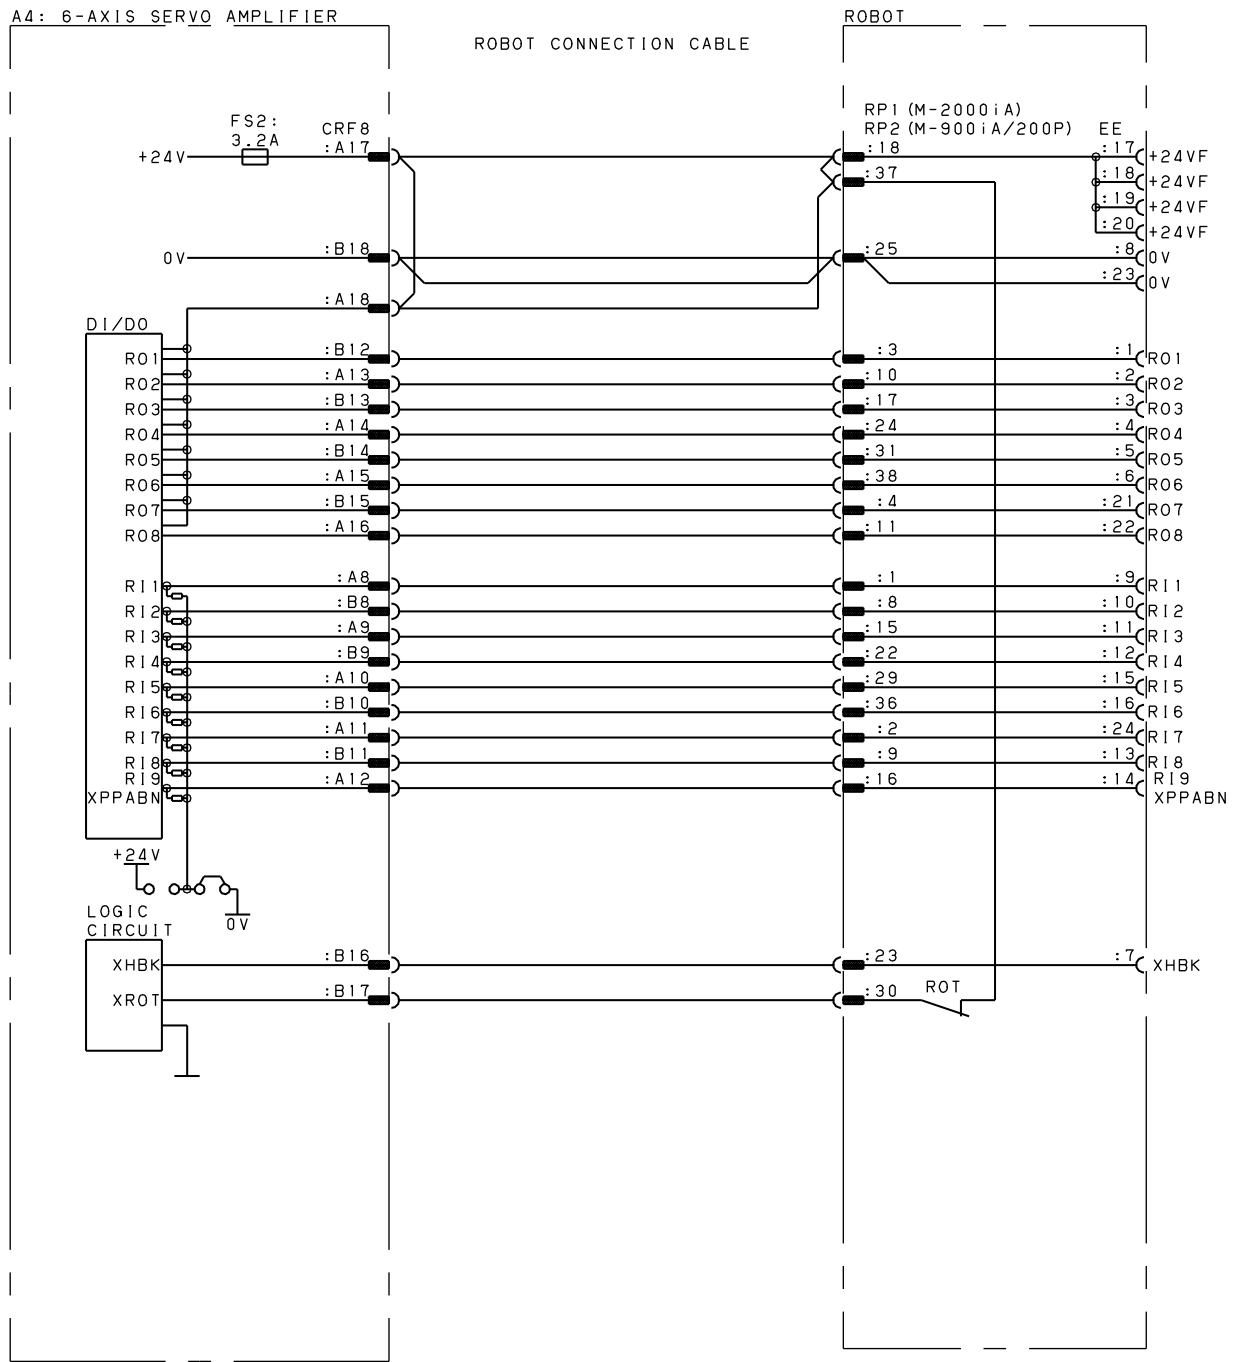 A4: 6-AXIS SERVO AMPLIFIER
ROBOT
ROBOT CONNECTION CABLE
RP1 (M-2000iA)
FS2:
3.2A
CRF8
RP2 (M-900iA/200P)
EE
+24V
:A17
:18
:17
+24VF
:37
:18
+24VF
:19
+24VF
:20
+24VF
0V
:B18
:25
:8
0V
:23
0V
:A18
DI/DO
RO1
:B12
:3
:1
RO1
RO2
:A13
:10
:2
RO2
RO3
:B13
:17
:3
RO3
RO4
:A14
:24
:4
RO4
RO5
:B14
:31
:5
RO5
RO6
:A15
:38
:6
RO6
RO7
:B15
:4
:21
RO7
RO8
:A16
:11
:22
RO8
RI1
:A8
:1
:9
RI1
RI2
:B8
:8
:10
RI2
RI3
:A9
:15
:11
RI3
RI4
:B9
:22
:12
RI4
RI5
:A10
:29
:15
RI5
RI6
:B10
:36
:16
RI6
RI7
:A11
:2
:24
RI7
RI8
:B11
:9
:13
RI8
RI9
:A12
:16
:14
RI9
XPPABN
XPPABN
+24V
0V
LOGIC
CIRCUIT
XHBK
:B16
:23
:7
XHBK
XROT
:B17
:30
ROT